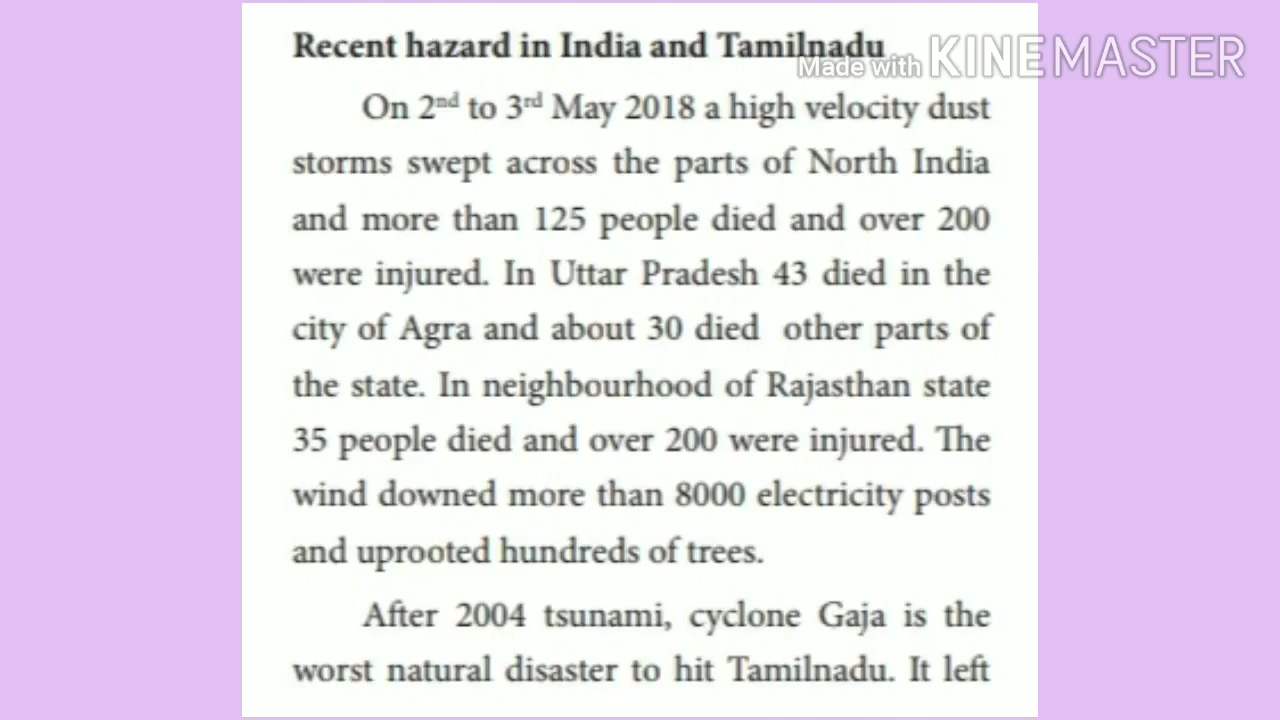 Recent hazard in India and Tamilnadu
Made with KINEMASTER
On 2nd to 3rd May 2018 a high velocity dust
storms swept across the parts of North India
and more than 125 people died and over 200
were injured. In Uttar Pradesh 43 died in the
city of Agra and about 30 died other parts of
the state. In neighbourhood of Rajasthan state
35 people died and over 200 were injured. The
wind downed more than 8000 electricity posts
and uprooted hundreds of trees.
After 2004 tsunami, cyclone Gaja is the
worst natural disaster to hit Tamilnadu. It left